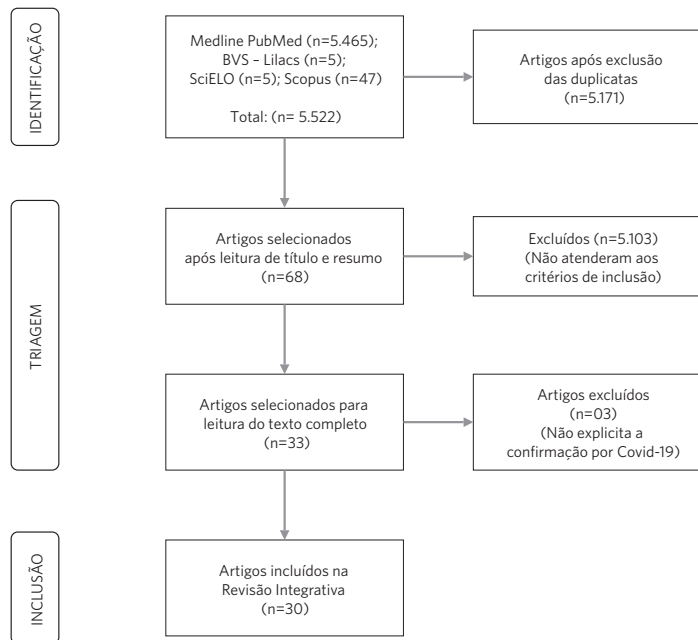 IDENTIFICAÇÃO
Medline PubMed (n=5.465);
BVS – Lilacs (n=5);
SciELO (n=5); Scopus (n=47)
Total: (n= 5.522)
Artigos após exclusão
das duplicatas
(n=5.171)
TRIAGEM
Artigos selecionados
após leitura de título e resumo
(n=68)
Excluídos (n=5.103)
(Não atenderam aos
critérios de inclusão)
Artigos selecionados para
leitura do texto completo
(n=33)
Artigos excluídos
(n=03)
(Não explicita a
confirmação por Covid-19)
INCLUSÃO
Artigos incluídos na
Revisão Integrativa
(n=30)